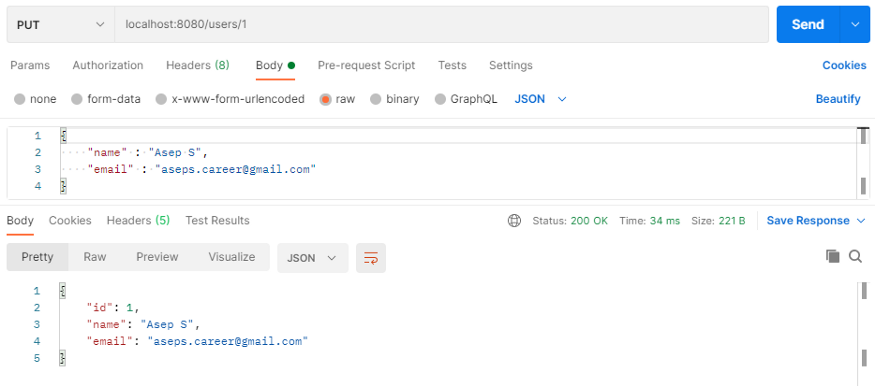 PUT localhost:8080/users/1 Send
Params Authorization Headers (8) Body Pre-request Script Tests Settings Cookies
none form-data x-www-form-urlencoded raw binary GraphQL JSON Beautify
1 {
2 "name" : "Asep S",
3 "email" : "aseps.career@gmail.com"
4 }
Body Cookies Headers (5) Test Results Status: 200 OK Time: 34 ms Size: 221 B Save Response
Pretty Raw Preview Visualize JSON
1 {
2 "id": 1,
3 "name": "Asep S",
4 "email": "aseps.career@gmail.com"
5 }